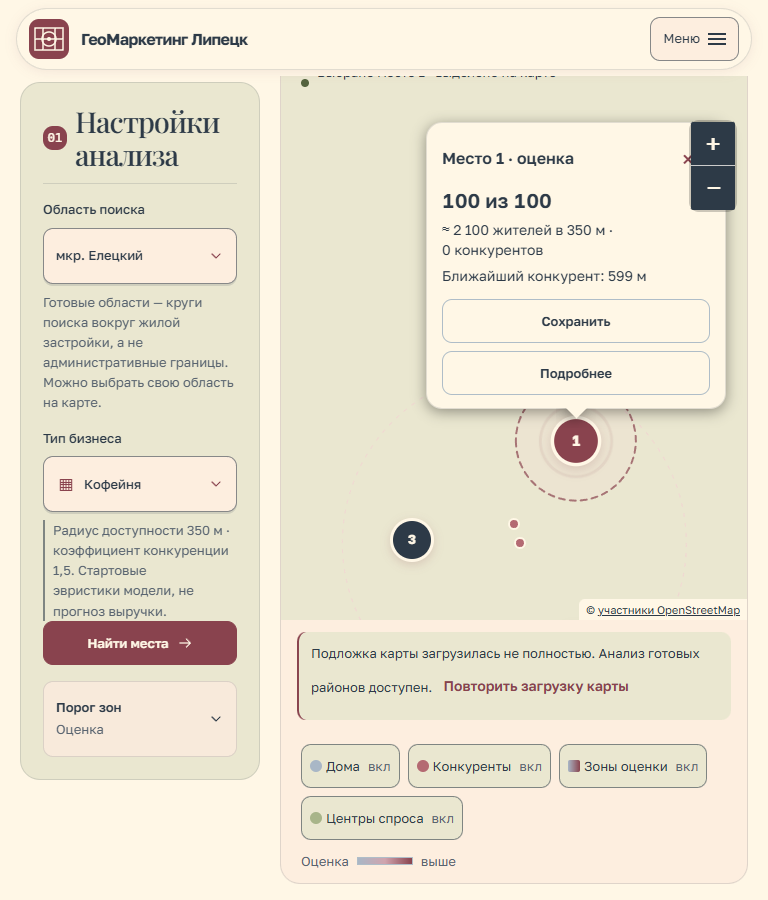 ГеоМаркетинг Липецк
Меню
01
Настройки
анализа
Область поиска
мкр. Елецкий
Готовые области — круги
поиска вокруг жилой
застройки, а не
административные границы.
Можно выбрать свою область
на карте.
Тип бизнеса
Кофейня
Радиус доступности 350 м ·
коэффициент конкуренции
1,5. Стартовые
эвристики модели, не
прогноз выручки.
Найти места →
Порог зон
Оценка
Место 1 · оценка
×
+
−
100 из 100
≈ 2 100 жителей в 350 м ·
0 конкурентов
Ближайший конкурент: 599 м
Сохранить
Подробнее
1
3
© участники OpenStreetMap
Подложка карты загрузилась не полностью. Анализ готовых
районов доступен. Повторить загрузку карты
Дома вкл
Конкуренты вкл
Зоны оценки вкл
Центры спроса вкл
Оценка выше